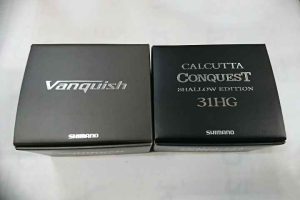 Vanquish
SHIMANO
CALCUTTA
CONQUEST
SHALLOW EDITION
31HG
SHIMANO